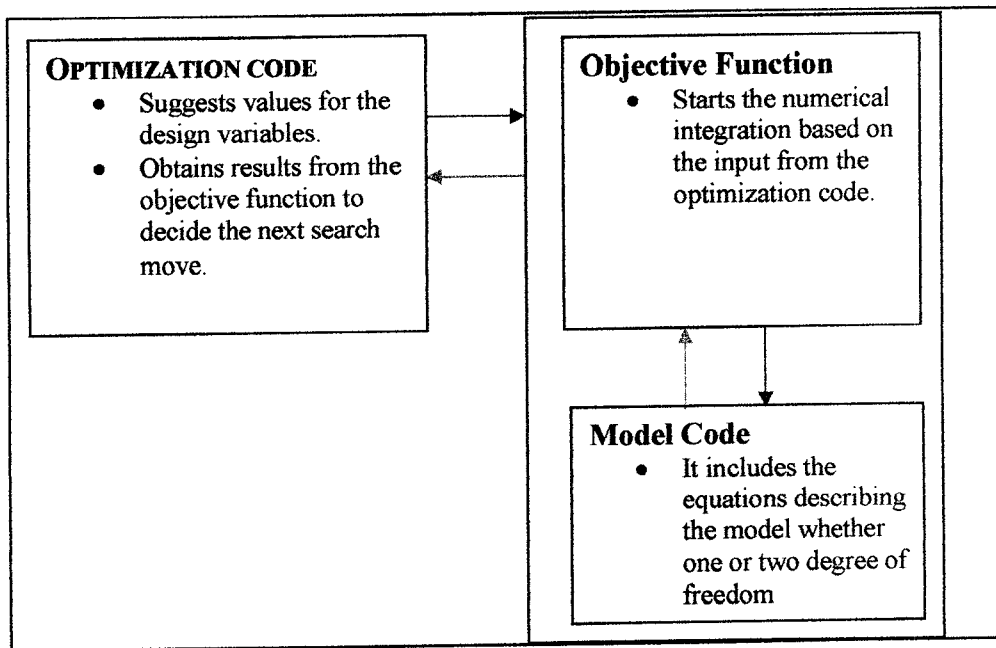 OPTIMIZATION CODE
• Suggests values for the
design variables.
• Obtains results from the
objective function to
decide the next search
move.
Objective Function
• Starts the numerical
integration based on
the input from the
optimization code.
Model Code
• It includes the
equations describing
the model whether
one or two degree of
freedom